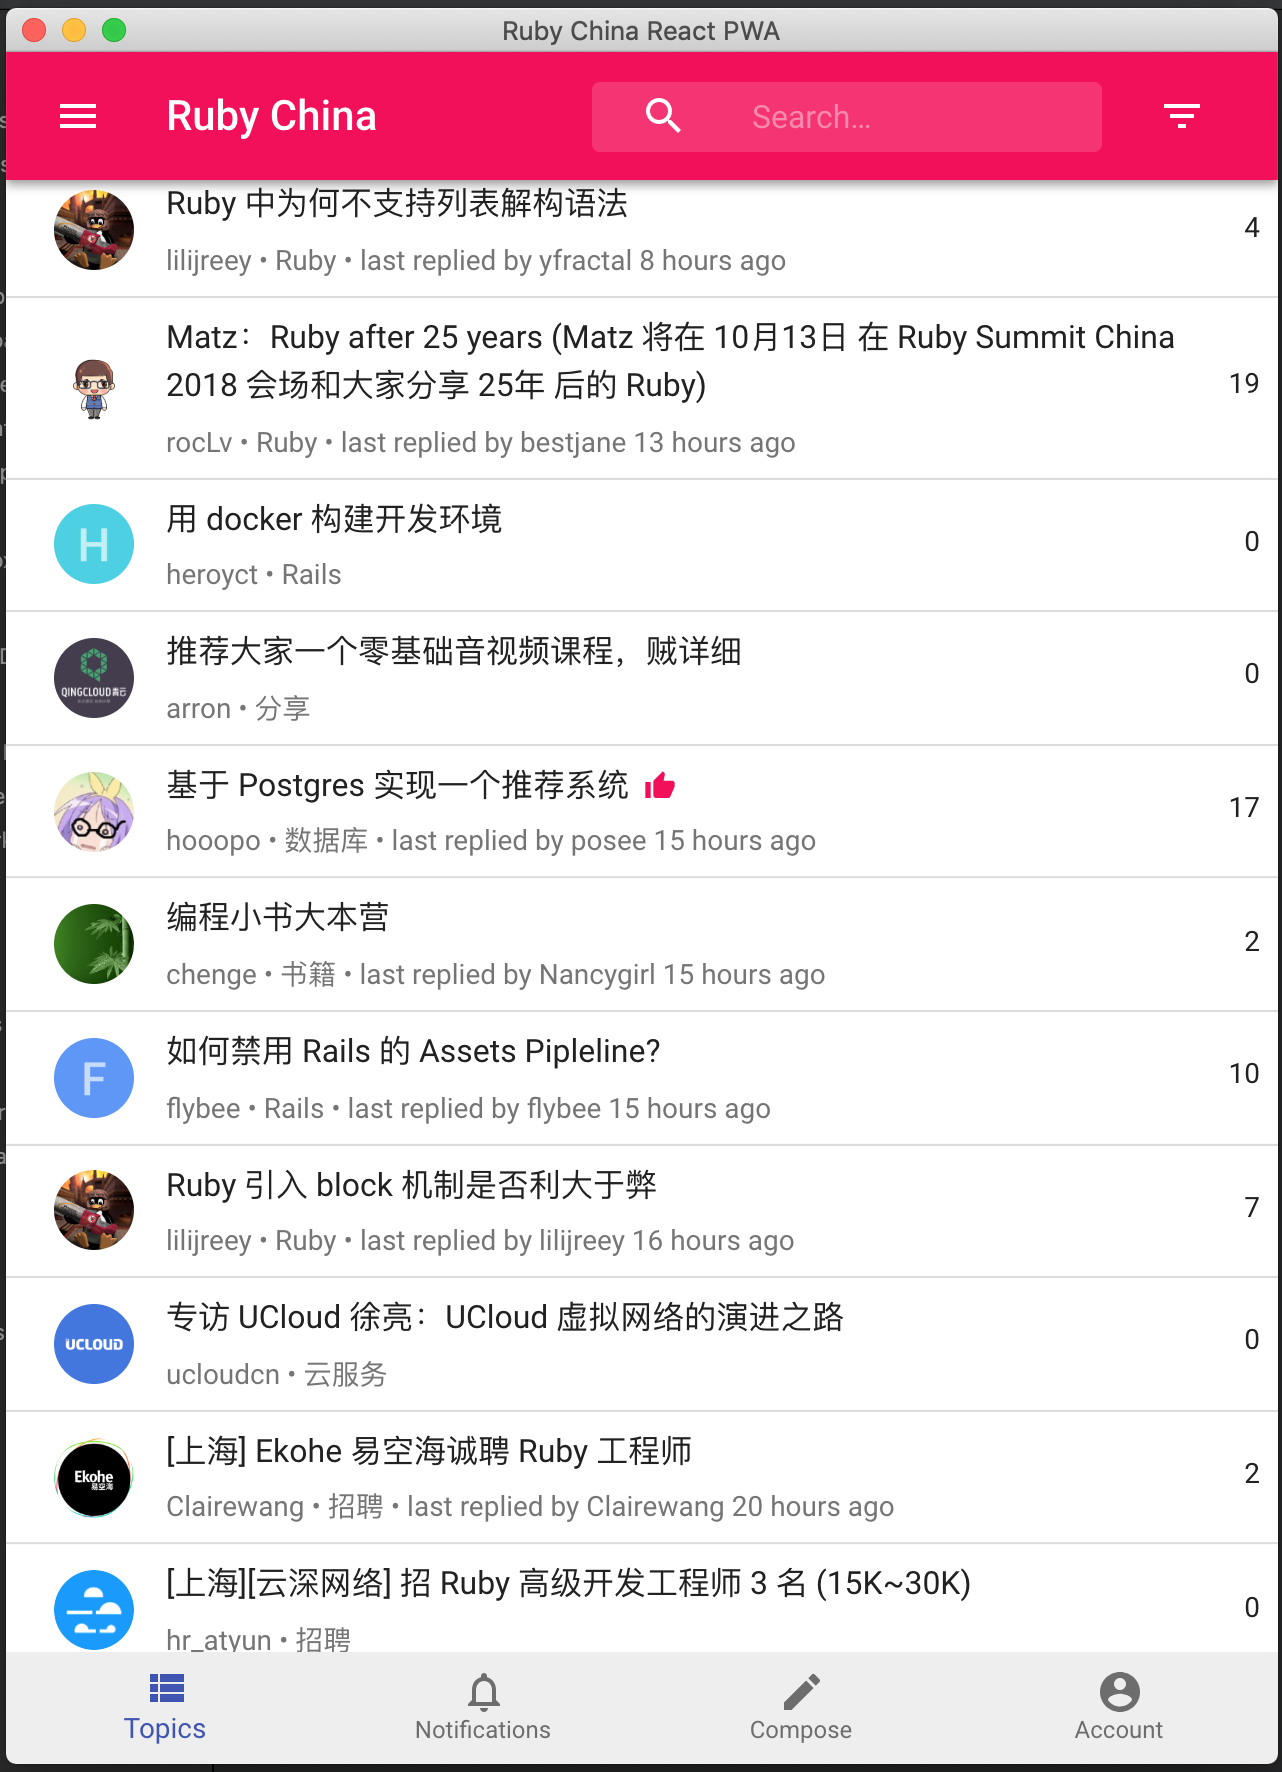 Ruby China React PWA
Ruby China
Search...
Ruby 中为何不支持列表解构语法
4
lilijreey • Ruby • last replied by yfractal 8 hours ago
Matz：Ruby after 25 years (Matz 将在 10月13日 在 Ruby Summit China
2018 会场和大家分享 25年 后的 Ruby)
19
rocLv • Ruby • last replied by bestjane 13 hours ago
H
用 docker 构建开发环境
0
heroyct • Rails
推荐大家一个零基础音视频课程，贼详细
QINGCLOUD青云
0
arron • 分享
基于 Postgres 实现一个推荐系统
17
hooopo • 数据库 • last replied by posee 15 hours ago
编程小书大本营
2
chenge • 书籍 • last replied by Nancygirl 15 hours ago
F
如何禁用 Rails 的 Assets Pipleline?
10
flybee • Rails • last replied by flybee 15 hours ago
Ruby 引入 block 机制是否利大于弊
7
lilijreey • Ruby • last replied by lilijreey 16 hours ago
专访 UCloud 徐亮：UCloud 虚拟网络的演进之路
UCLOUD
0
ucloudcn • 云服务
[上海] Ekohe 易空海诚聘 Ruby 工程师
Ekohe
易空海
2
Clairewang • 招聘 • last replied by Clairewang 20 hours ago
[上海][云深网络] 招 Ruby 高级开发工程师 3 名 (15K~30K)
0
hr_atyun • 招聘
Topics
Notifications
Compose
Account